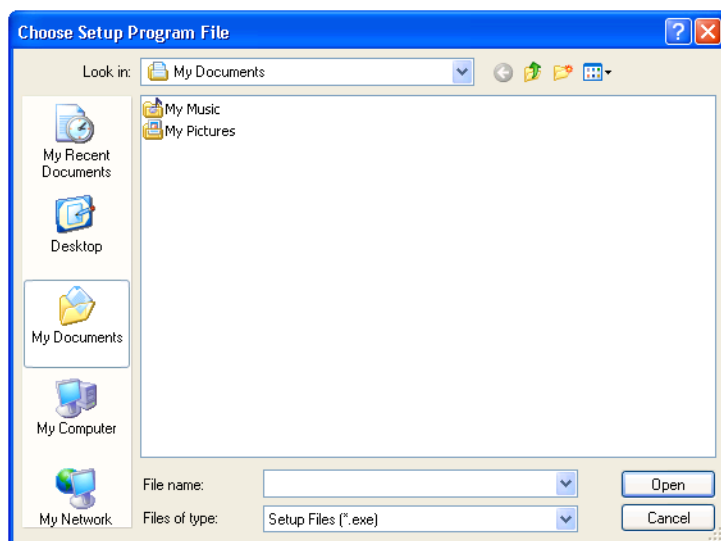 Choose Setup Program File
Look in: My Documents
My Music
My Pictures
My Recent
Documents
Desktop
My Documents
My Computer
My Network
File name:
Open
Files of type: Setup Files (*.exe)
Cancel